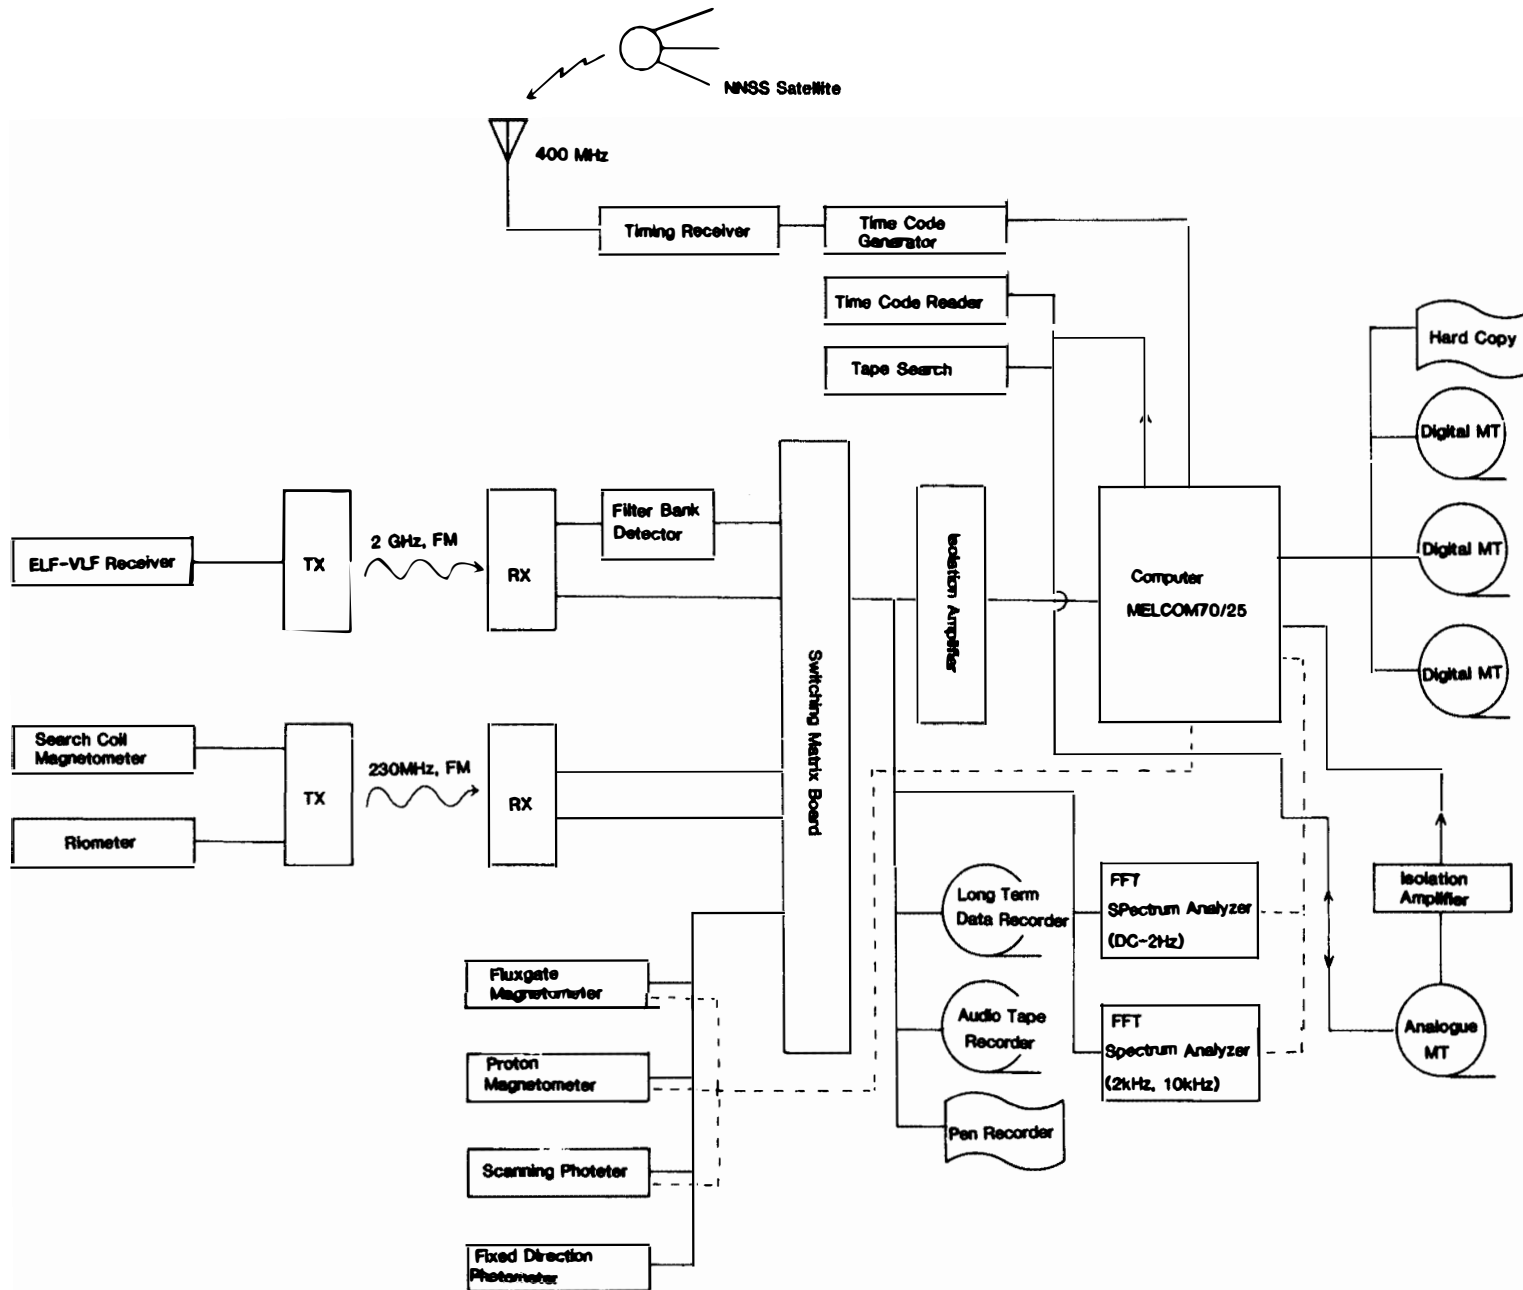 NNSS Satellite
400 MHz
Timing Receiver
Time Code
Generator
Time Code Reader
Tape Search
Hard Copy
Digital MT
Digital MT
Digital MT
ELF-VLF Receiver
TX
2 GHz, FM
RX
Filter Bank
Detector
Switching Matrix Board
Isolation Amplifier
Computer
MELCOM70/25
Search Coil
Magnetometer
Riometer
TX
230MHz, FM
RX
Long Term
Data Recorder
FFT
SPectrum Analyzer
(DC-2Hz)
Isolation
Amplifier
Fluxgate
Magnetometer
Audio Tape
Recorder
FFT
Spectrum Analyzer
(2kHz, 10kHz)
Analogue
MT
Proton
Magnetometer
Pen Recorder
Scanning Photeter
Fixed Direction
Photometer